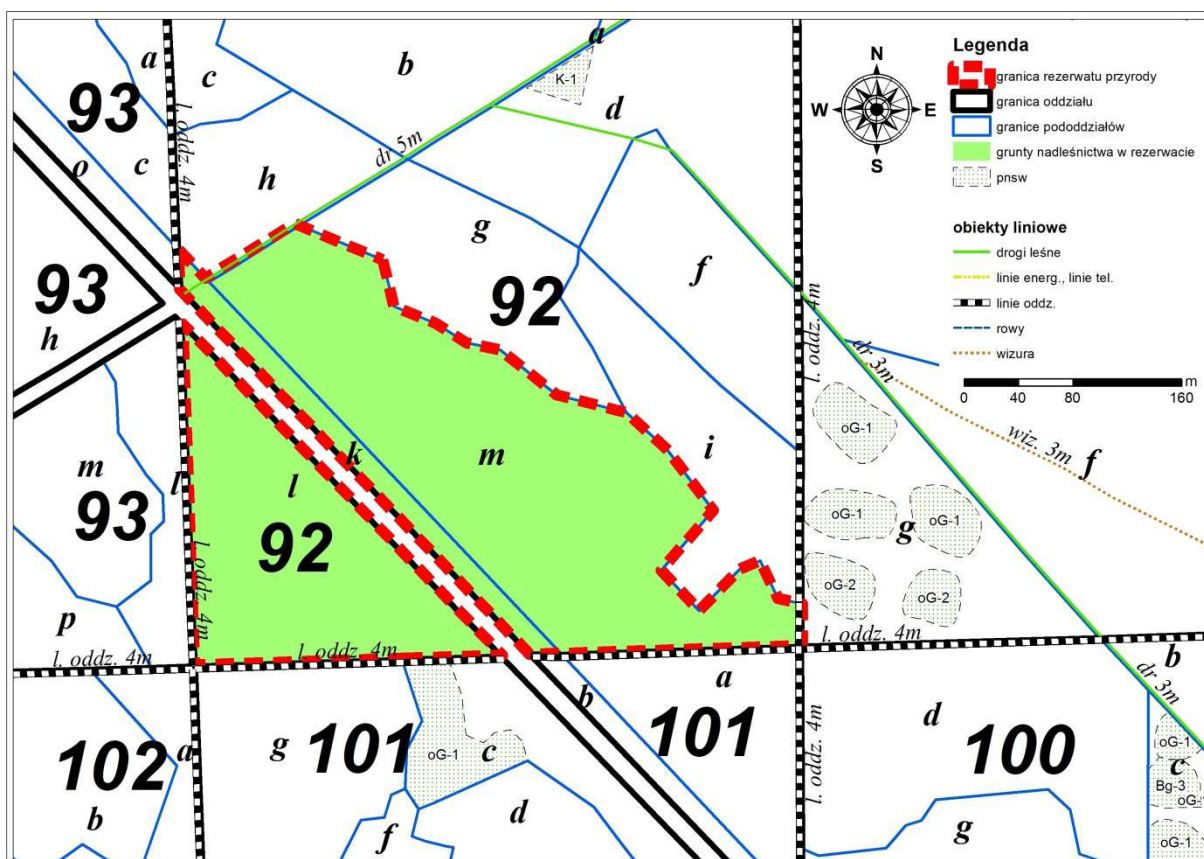 a
93
c
b
a
K-1
d
o
c
l. oddz. 4m
dr 5m
h
g
f
93
h
92
l. oddz. 4m
dr 3m
oG-1
wiz. 3m
f
m
93
l
k
m
i
l
92
oG-1
oG-1
g
oG-2
oG-2
p
l. oddz. 4m
l. oddz. 4m
l. oddz. 4m
l. oddz. 4m
b
dr 3m
102
a
b
g
101
oG-1
c
d
f
b
a
101
l. oddz. 4m
d
100
g
oG-1
c
Bg-3
oG-1
N
W
E
S
Legenda
granica rezerwatu przyrody
granica oddziału
granice pododdziałów
grunty nadleśnictwa w rezerwacie
pnsw
obiekty liniowe
drogi leśne
linie energ., linie tel.
linie oddz.
rowy
wizura
m
0 40 80 160